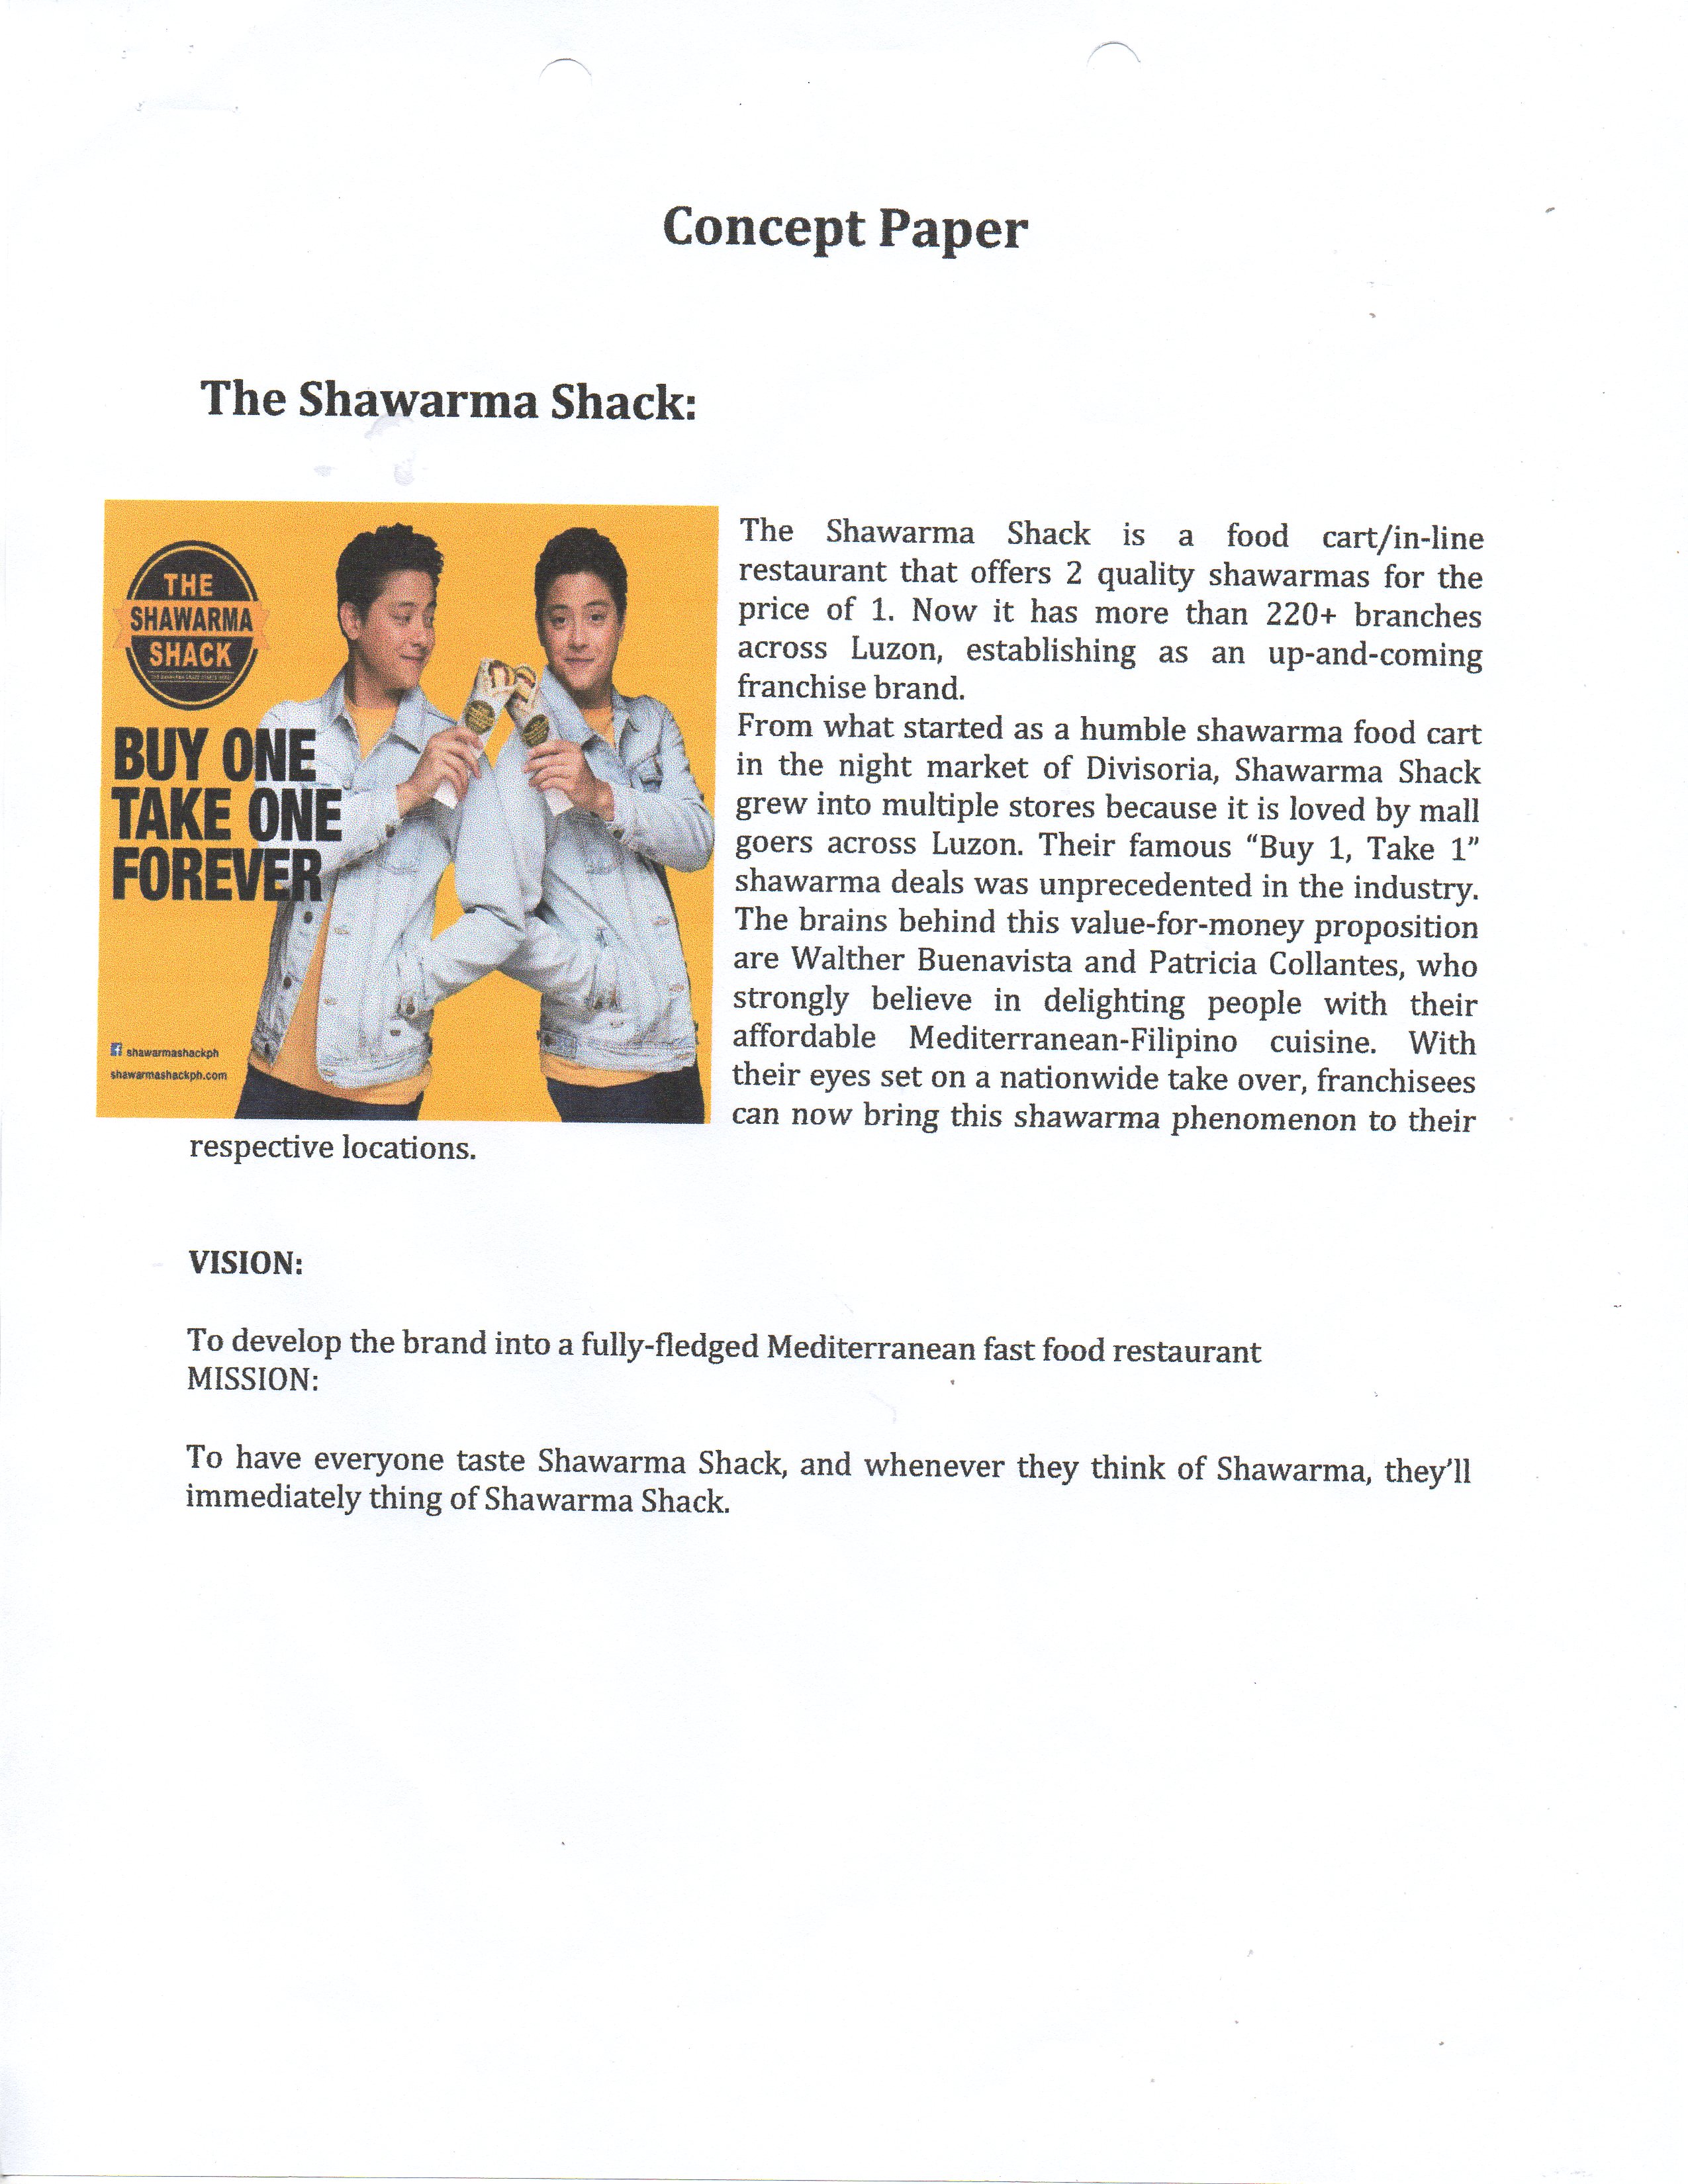 Concept Paper
The Shawarma Shack:
THE
SHAWARMA
SHACK
BUY ONE
TAKE ONE
FOREVER
shawarmashackph
shawarmashackph.com
The Shawarma Shack is a food cart/in-line
restaurant that offers 2 quality shawarmas for the
price of 1. Now it has more than 220+ branches
across Luzon, establishing as an up-and-coming
franchise brand.
From what started as a humble shawarma food cart
in the night market of Divisoria, Shawarma Shack
grew into multiple stores because it is loved by mall
goers across Luzon. Their famous “Buy 1, Take 1”
shawarma deals was unprecedented in the industry.
The brains behind this value-for-money proposition
are Walther Buenavista and Patricia Collantes, who
strongly believe in delighting people with their
affordable Mediterranean-Filipino cuisine. With
their eyes set on a nationwide take over, franchisees
can now bring this shawarma phenomenon to their
respective locations.
VISION:
To develop the brand into a fully-fledged Mediterranean fast food restaurant
MISSION:
To have everyone taste Shawarma Shack, and whenever they think of Shawarma, they’ll
immediately thing of Shawarma Shack.